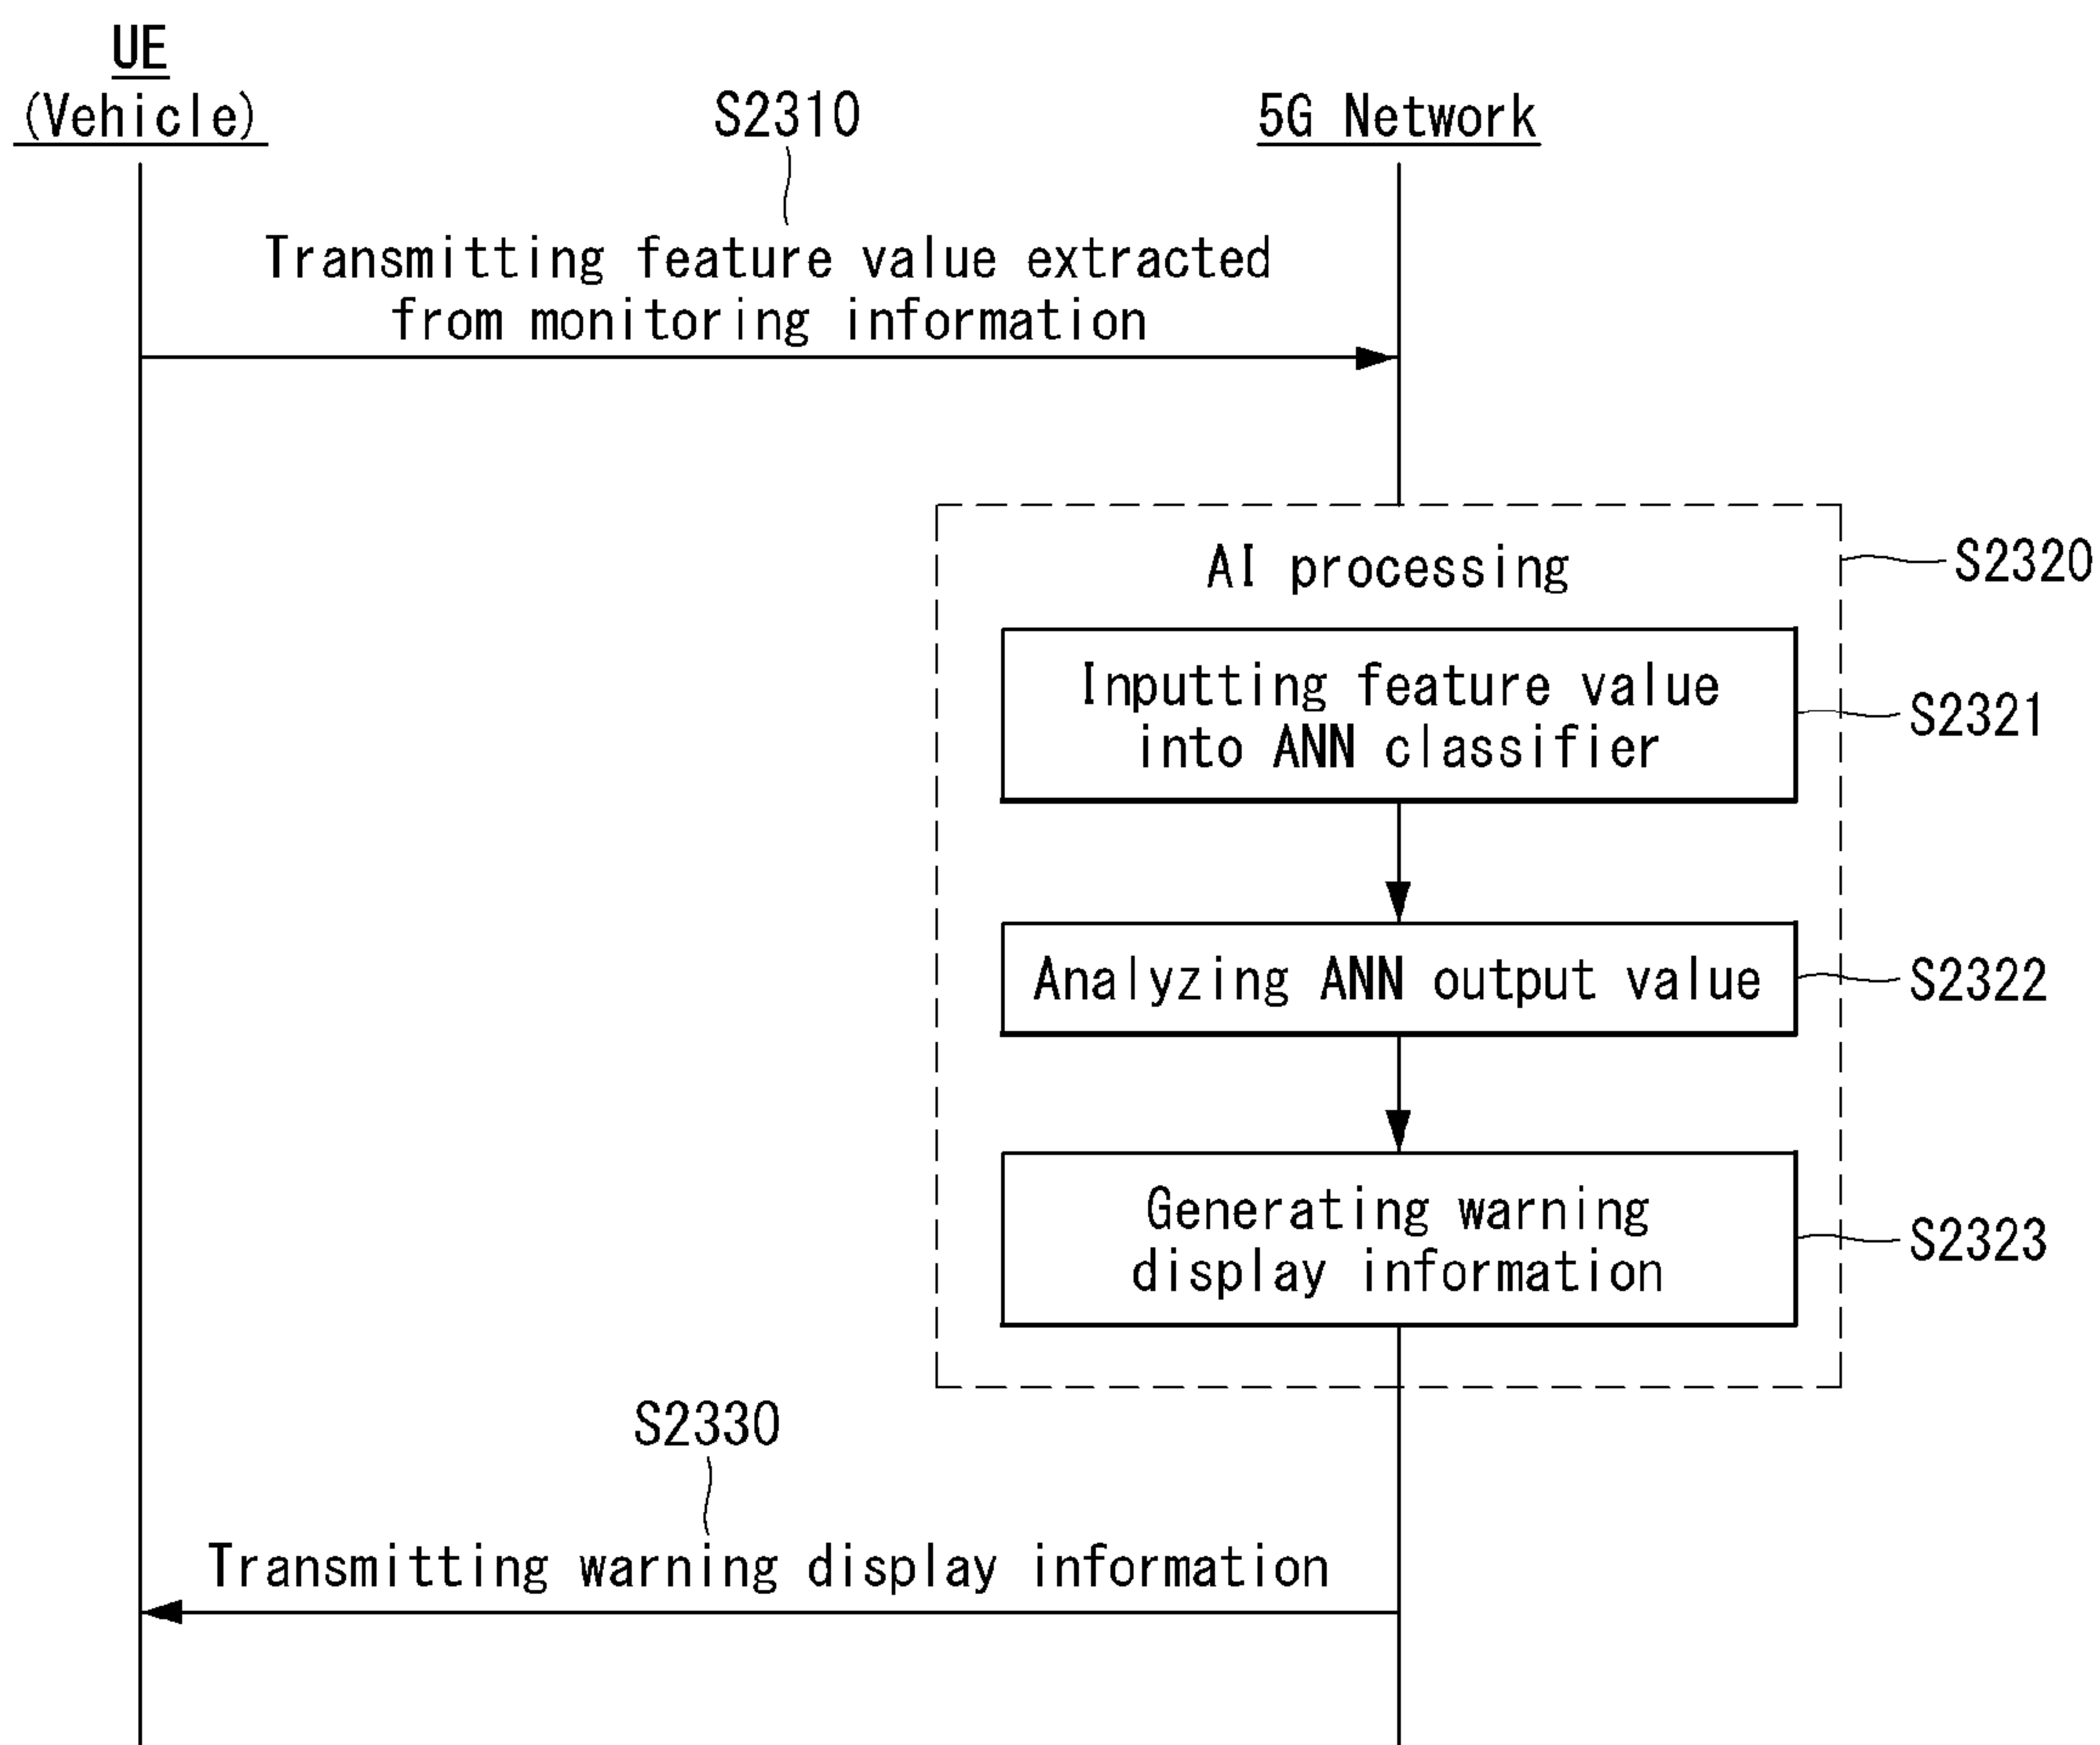 UE
(Vehicle)
S2310
5G Network
Transmitting feature value extracted
from monitoring information
AI processing
S2320
Inputting feature value
into ANN classifier
S2321
Analyzing ANN output value
S2322
Generating warning
display information
S2323
S2330
Transmitting warning display information